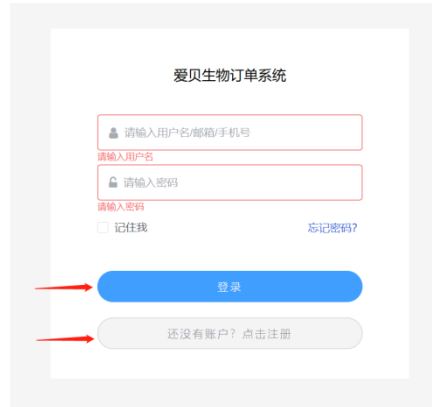 爱贝生物订单系统
请输入用户名/邮箱/手机号
请输入用户名
请输入密码
请输入密码
记住我 忘记密码?
登录
还没有账户？点击注册